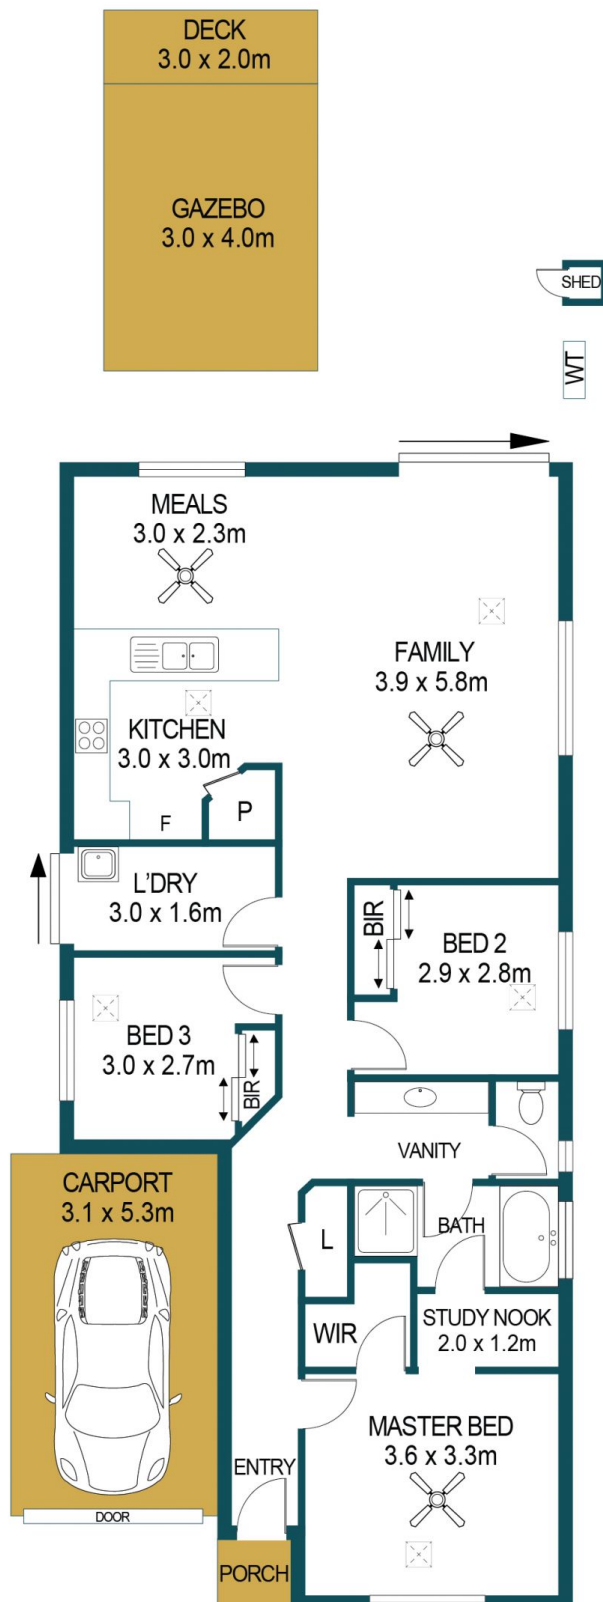 DECK
3.0 x 2.0m
GAZEBO
3.0 x 4.0m
SHED
WT
MEALS
3.0 x 2.3m
FAMILY
3.9 x 5.8m
KITCHEN
3.0 x 3.0m
P
F
L'DRY
3.0 x 1.6m
BIR
BED 2
2.9 x 2.8m
BED 3
3.0 x 2.7m
BIR
VANITY
CARPORT
3.1 x 5.3m
BATH
L
STUDY NOOK
2.0 x 1.2m
WIR
MASTER BED
3.6 x 3.3m
ENTRY
DOOR
PORCH